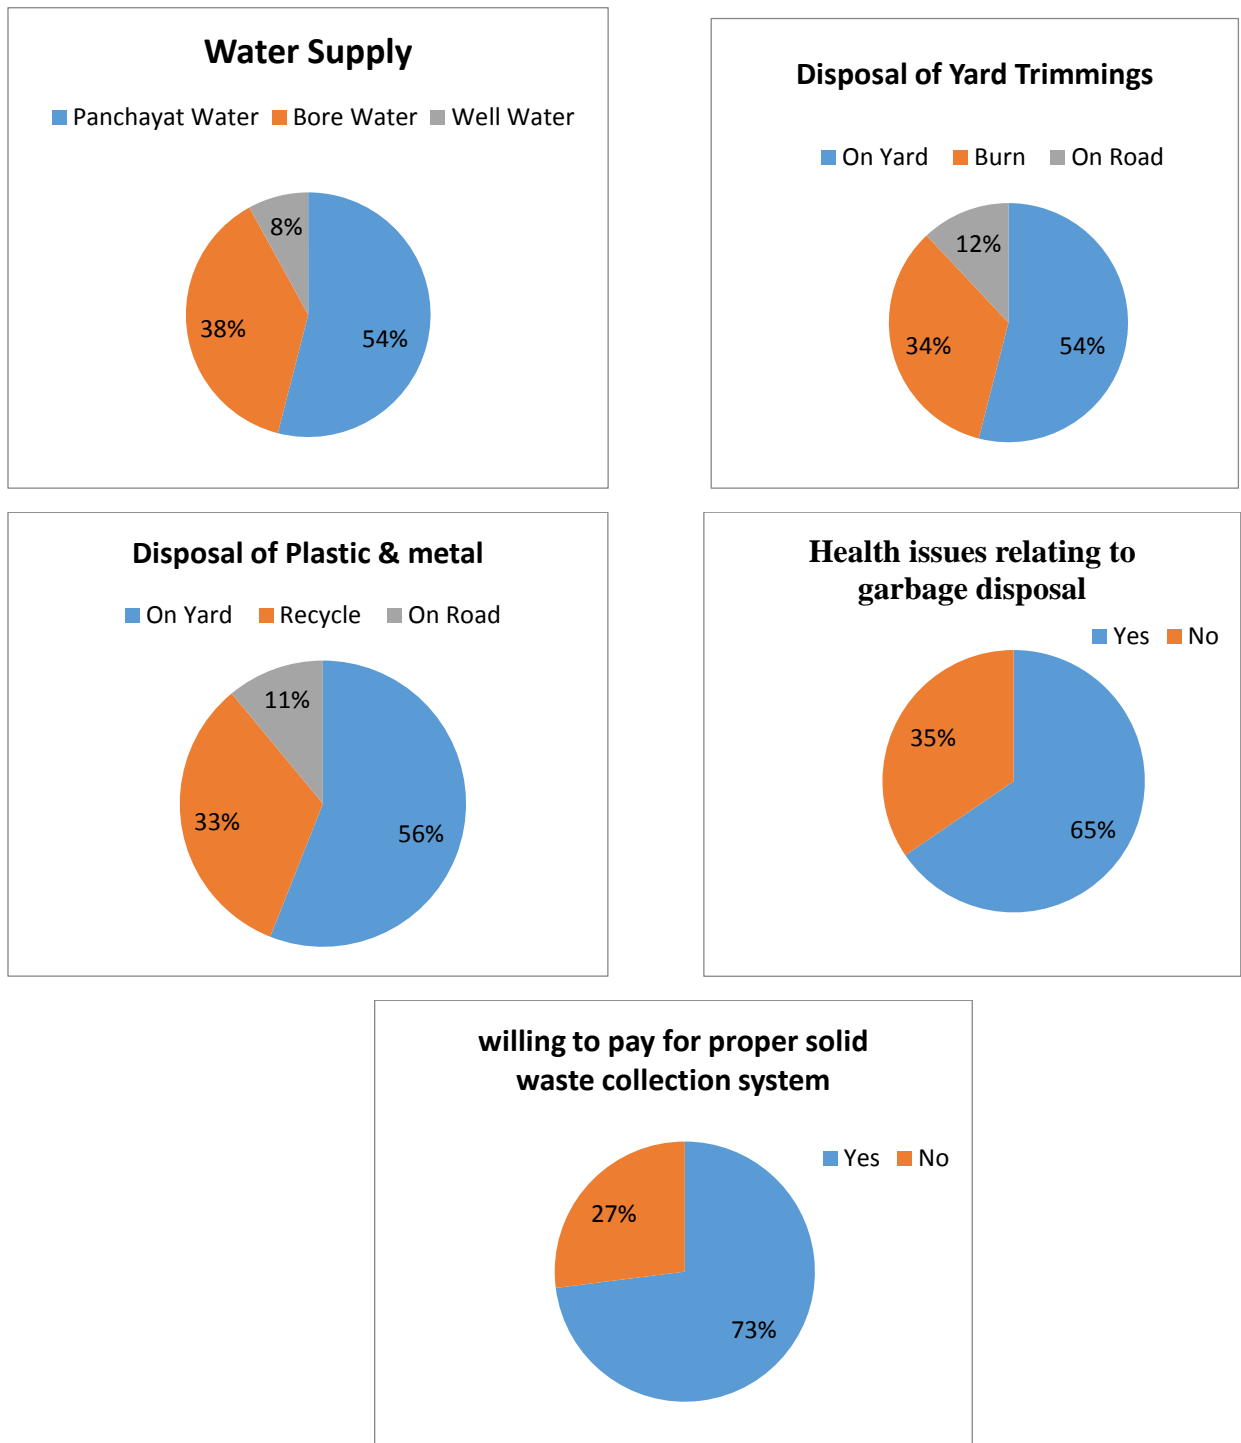 Water Supply
Panchayat Water Bore Water Well Water
8%
38%
54%
Disposal of Yard Trimmings
On Yard Burn On Road
12%
34%
54%
Disposal of Plastic & metal
On Yard Recycle On Road
11%
33%
56%
Health issues relating to
garbage disposal
Yes No
35%
65%
willing to pay for proper solid
waste collection system
Yes No
27%
73%